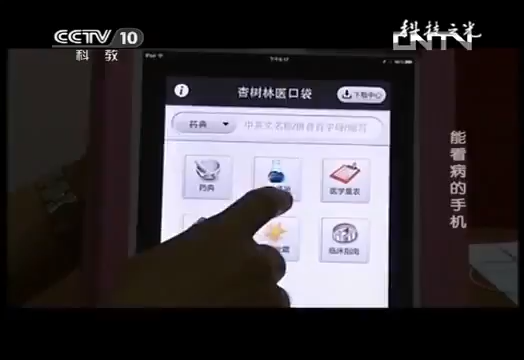 CCTV 10
科教
科技之光
CNTV
iPad
杏树林医口袋
下载中心
药典
中英文名称/拼音首字母/缩写
药典
医学量表
临床指南
能看病的手机